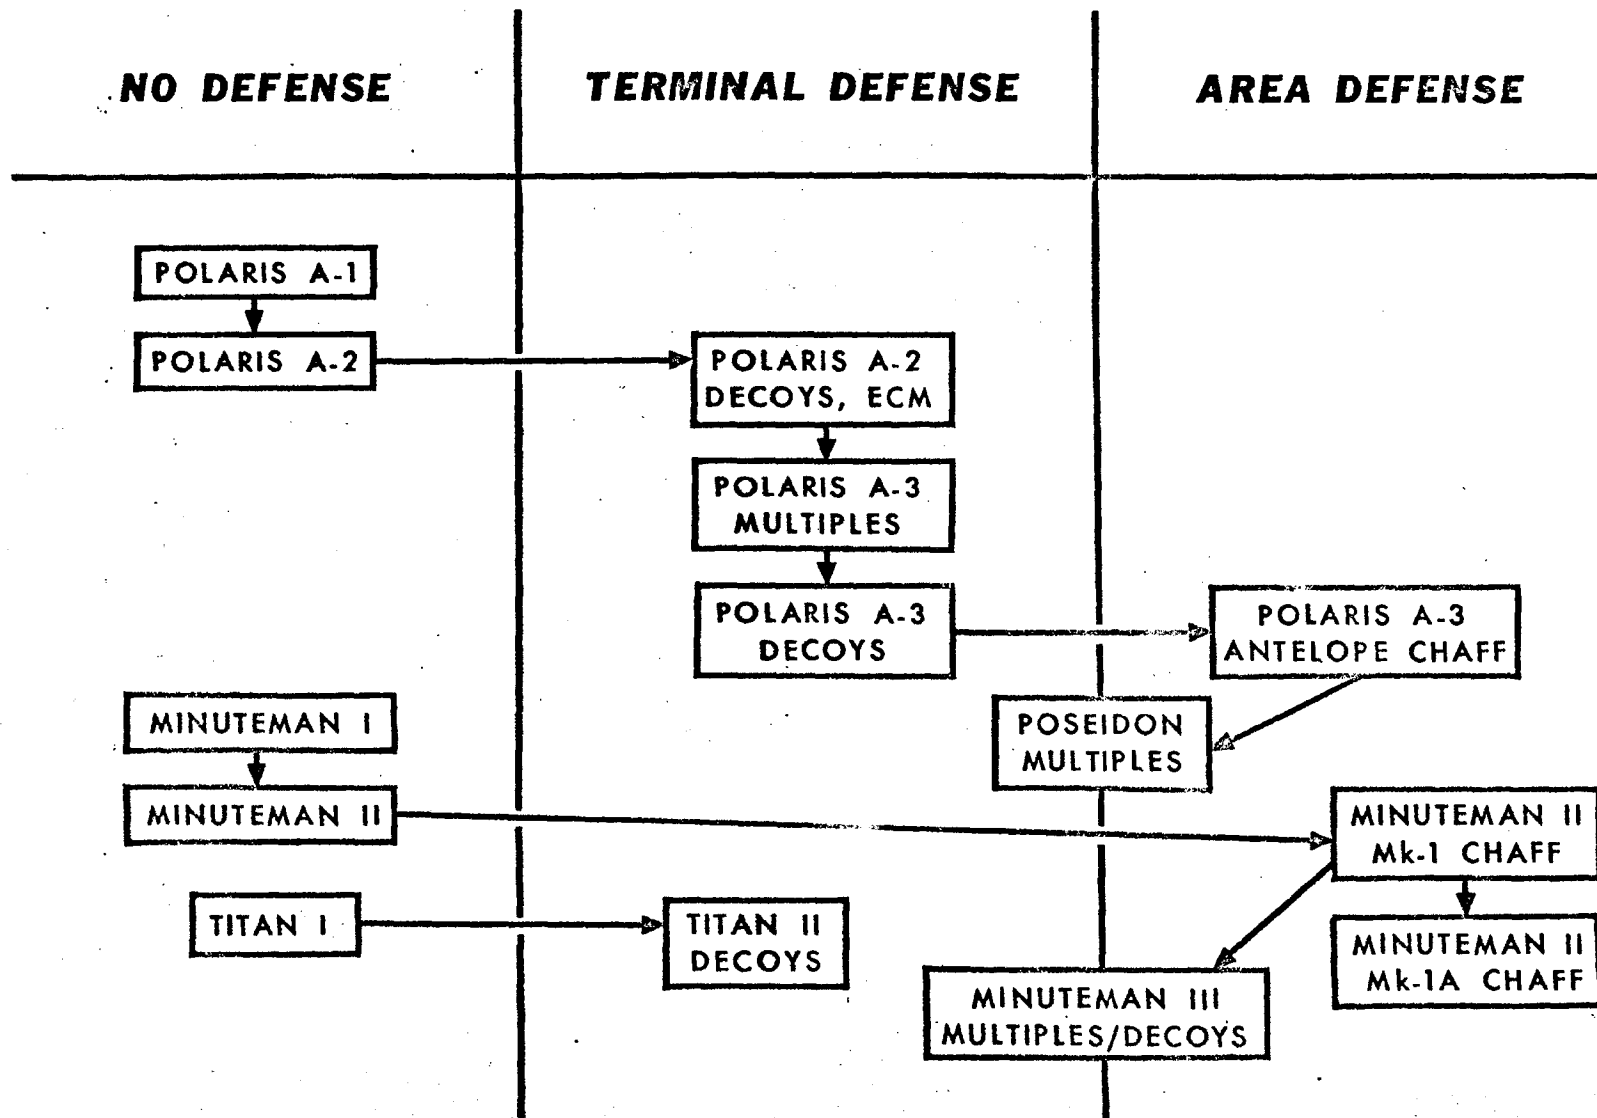 NO DEFENSE
TERMINAL DEFENSE
AREA DEFENSE
POLARIS A-1
POLARIS A-2
POLARIS A-2
DECOYS, ECM
POLARIS A-3
MULTIPLES
POLARIS A-3
DECOYS
POLARIS A-3
ANTELOPE CHAFF
POSEIDON
MULTIPLES
MINUTEMAN I
MINUTEMAN II
MINUTEMAN II
Mk-1 CHAFF
MINUTEMAN II
Mk-1A CHAFF
TITAN I
TITAN II
DECOYS
MINUTEMAN III
MULTIPLES/DECOYS